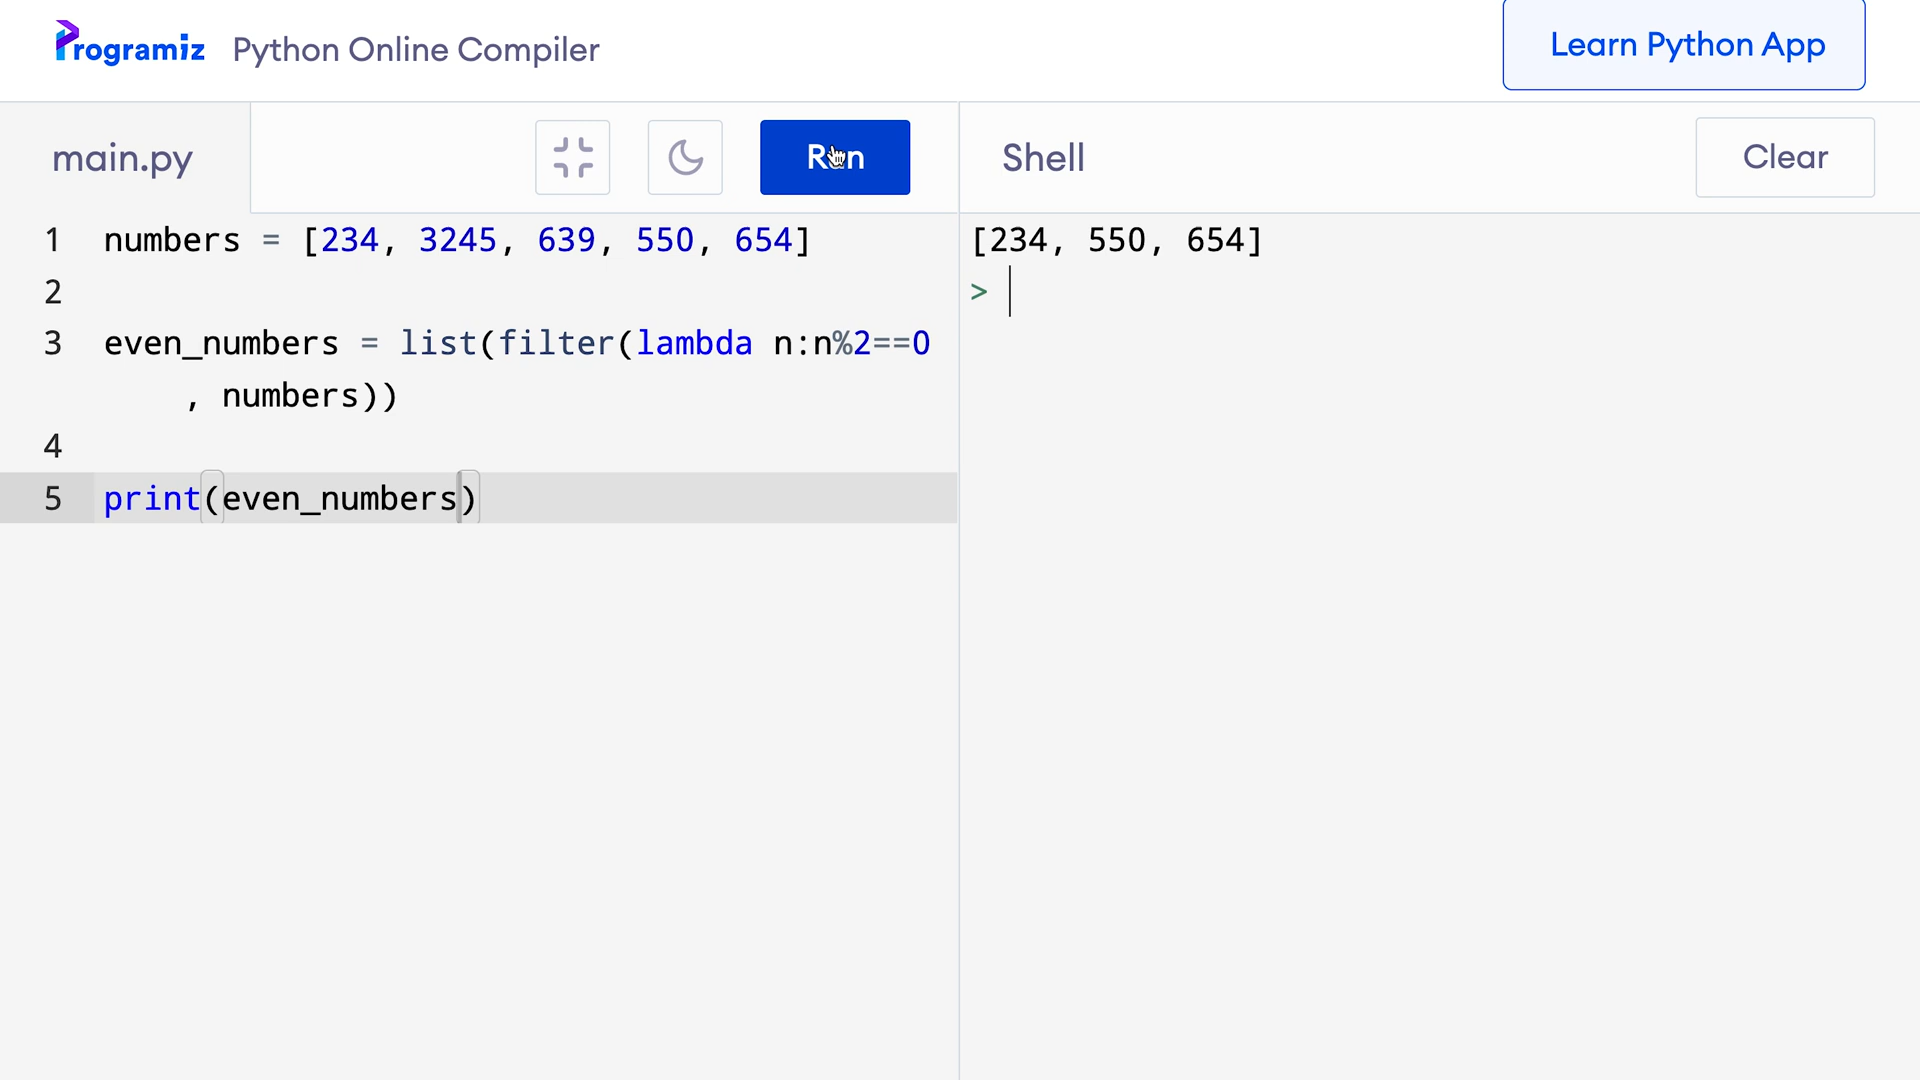 Programiz Python Online Compiler
Learn Python App
main.py
Run
Shell
Clear
1 numbers = [234, 3245, 639, 550, 654]
2
3 even_numbers = list(filter(lambda n:n%2==0
, numbers))
4
5 print(even_numbers)
[234, 550, 654]
>